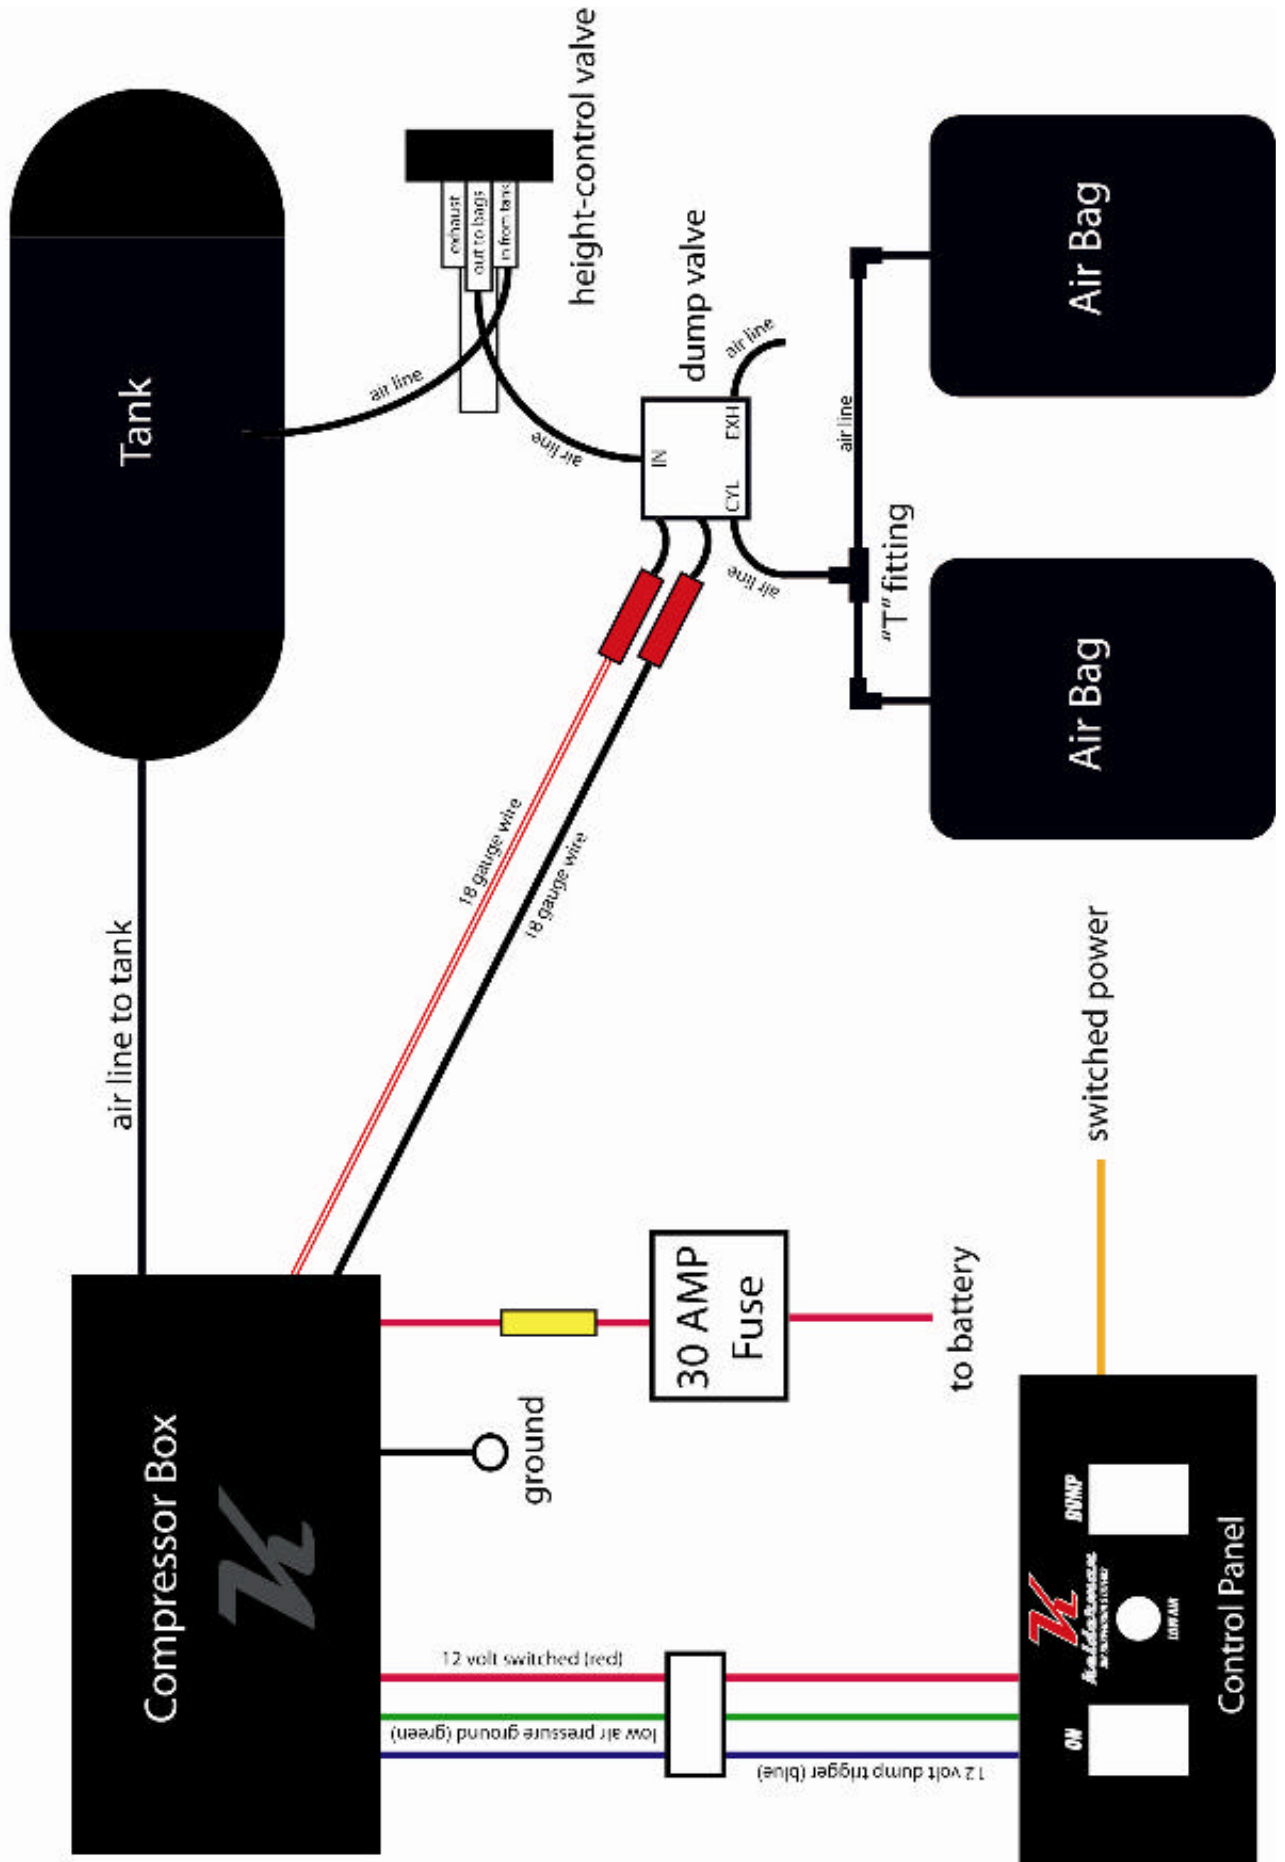 Tank
exhaust
out to bags
in from tank
height-control valve
air line
air line
dump valve
IN
EXH
CYL
air line
air line
air line
"T" fitting
Air Bag
Air Bag
air line to tank
18 gauge wire
18 gauge wire
Compressor Box
K
ground
30 AMP
Fuse
to battery
switched power
12 volt switched (red)
low air pressure ground (green)
12 volt dump trigger (blue)
ON
K
Kelderman
LOW AIR
DUMP
Control Panel